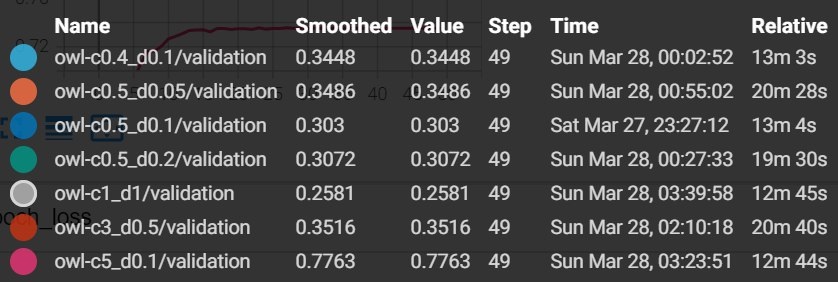 0.78
Name Smoothed Value Step Time Relative
0.72
owl-c0.4_d0.1/validation 0.3448 0.3448 49 Sun Mar 28, 00:02:52 13m 3s
owl-c0.5_d0.05/validation 0.3486 0.3486 49 Sun Mar 28, 00:55:02 20m 28s
40
owl-c0.5_d0.1/validation 0.303 0.303 49 Sat Mar 27, 23:27:12 13m 4s
owl-c0.5_d0.2/validation 0.3072 0.3072 49 Sun Mar 28, 00:27:33 19m 30s
owl-c1_d1/validation 0.2581 0.2581 49 Sun Mar 28, 03:39:58 12m 45s
och_loss
owl-c3_d0.5/validation 0.3516 0.3516 49 Sun Mar 28, 02:10:18 20m 40s
owl-c5_d0.1/validation 0.7763 0.7763 49 Sun Mar 28, 03:23:51 12m 44s